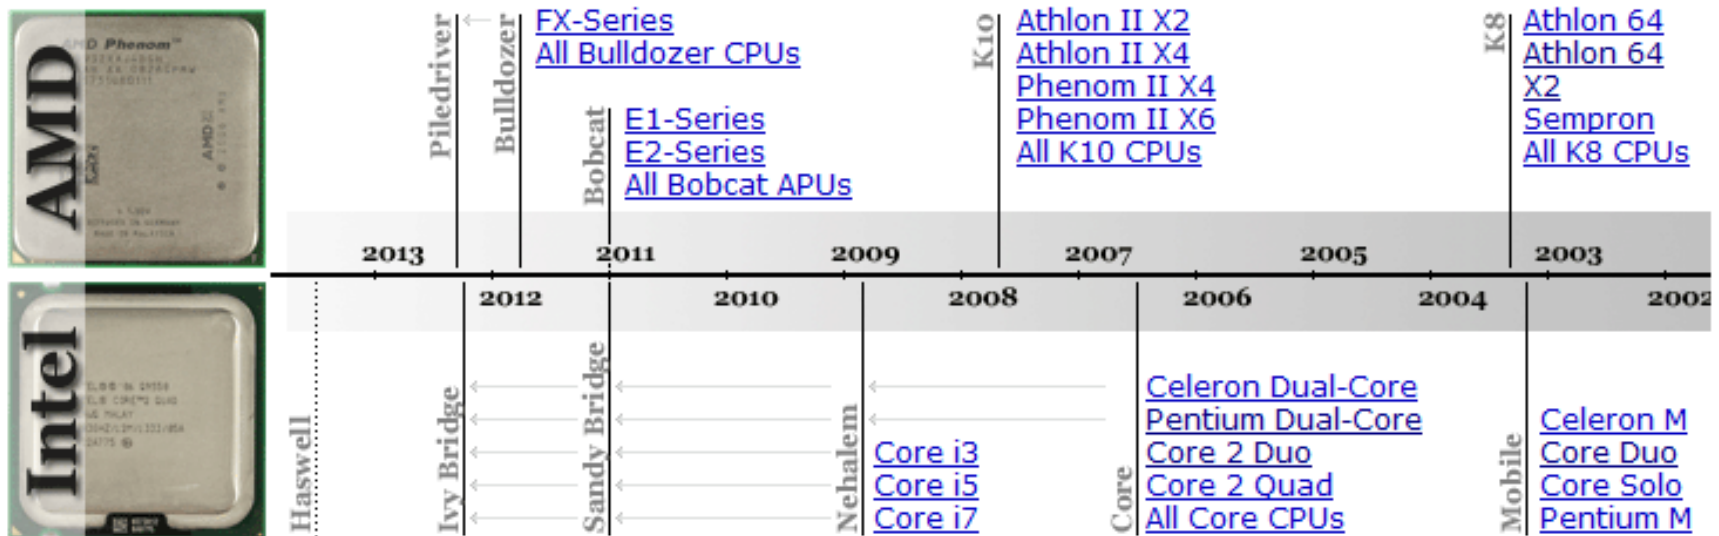 AMD
AMD Phenom™
Piledriver
Bulldozer
FX-Series
All Bulldozer CPUs
Bobcat
E1-Series
E2-Series
All Bobcat APUs
K10
Athlon II X2
Athlon II X4
Phenom II X4
Phenom II X6
All K10 CPUs
K8
Athlon 64
Athlon 64
X2
Sempron
All K8 CPUs
2013
2011
2009
2007
2005
2003
2012
2010
2008
2006
2004
2002
Intel
Haswell
Ivy Bridge
Sandy Bridge
Nehalem
Core i3
Core i5
Core i7
Core
Celeron Dual-Core
Pentium Dual-Core
Core 2 Duo
Core 2 Quad
All Core CPUs
Mobile
Celeron M
Core Duo
Core Solo
Pentium M